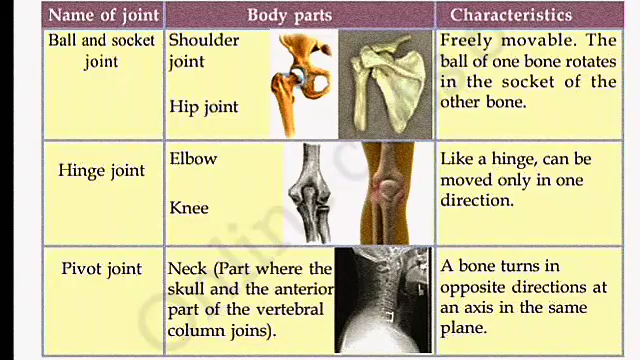 Name of joint
Body parts
Characteristics
Ball and socket
joint
Shoulder
joint
Hip joint
Freely movable. The
ball of one bone rotates
in the socket of the
other bone.
Hinge joint
Elbow
Knee
Like a hinge, can be
moved only in one
direction.
Pivot joint
Neck (Part where the
skull and the anterior
part of the vertebral
column joins).
A bone turns in
opposite directions at
an axis in the same
plane.